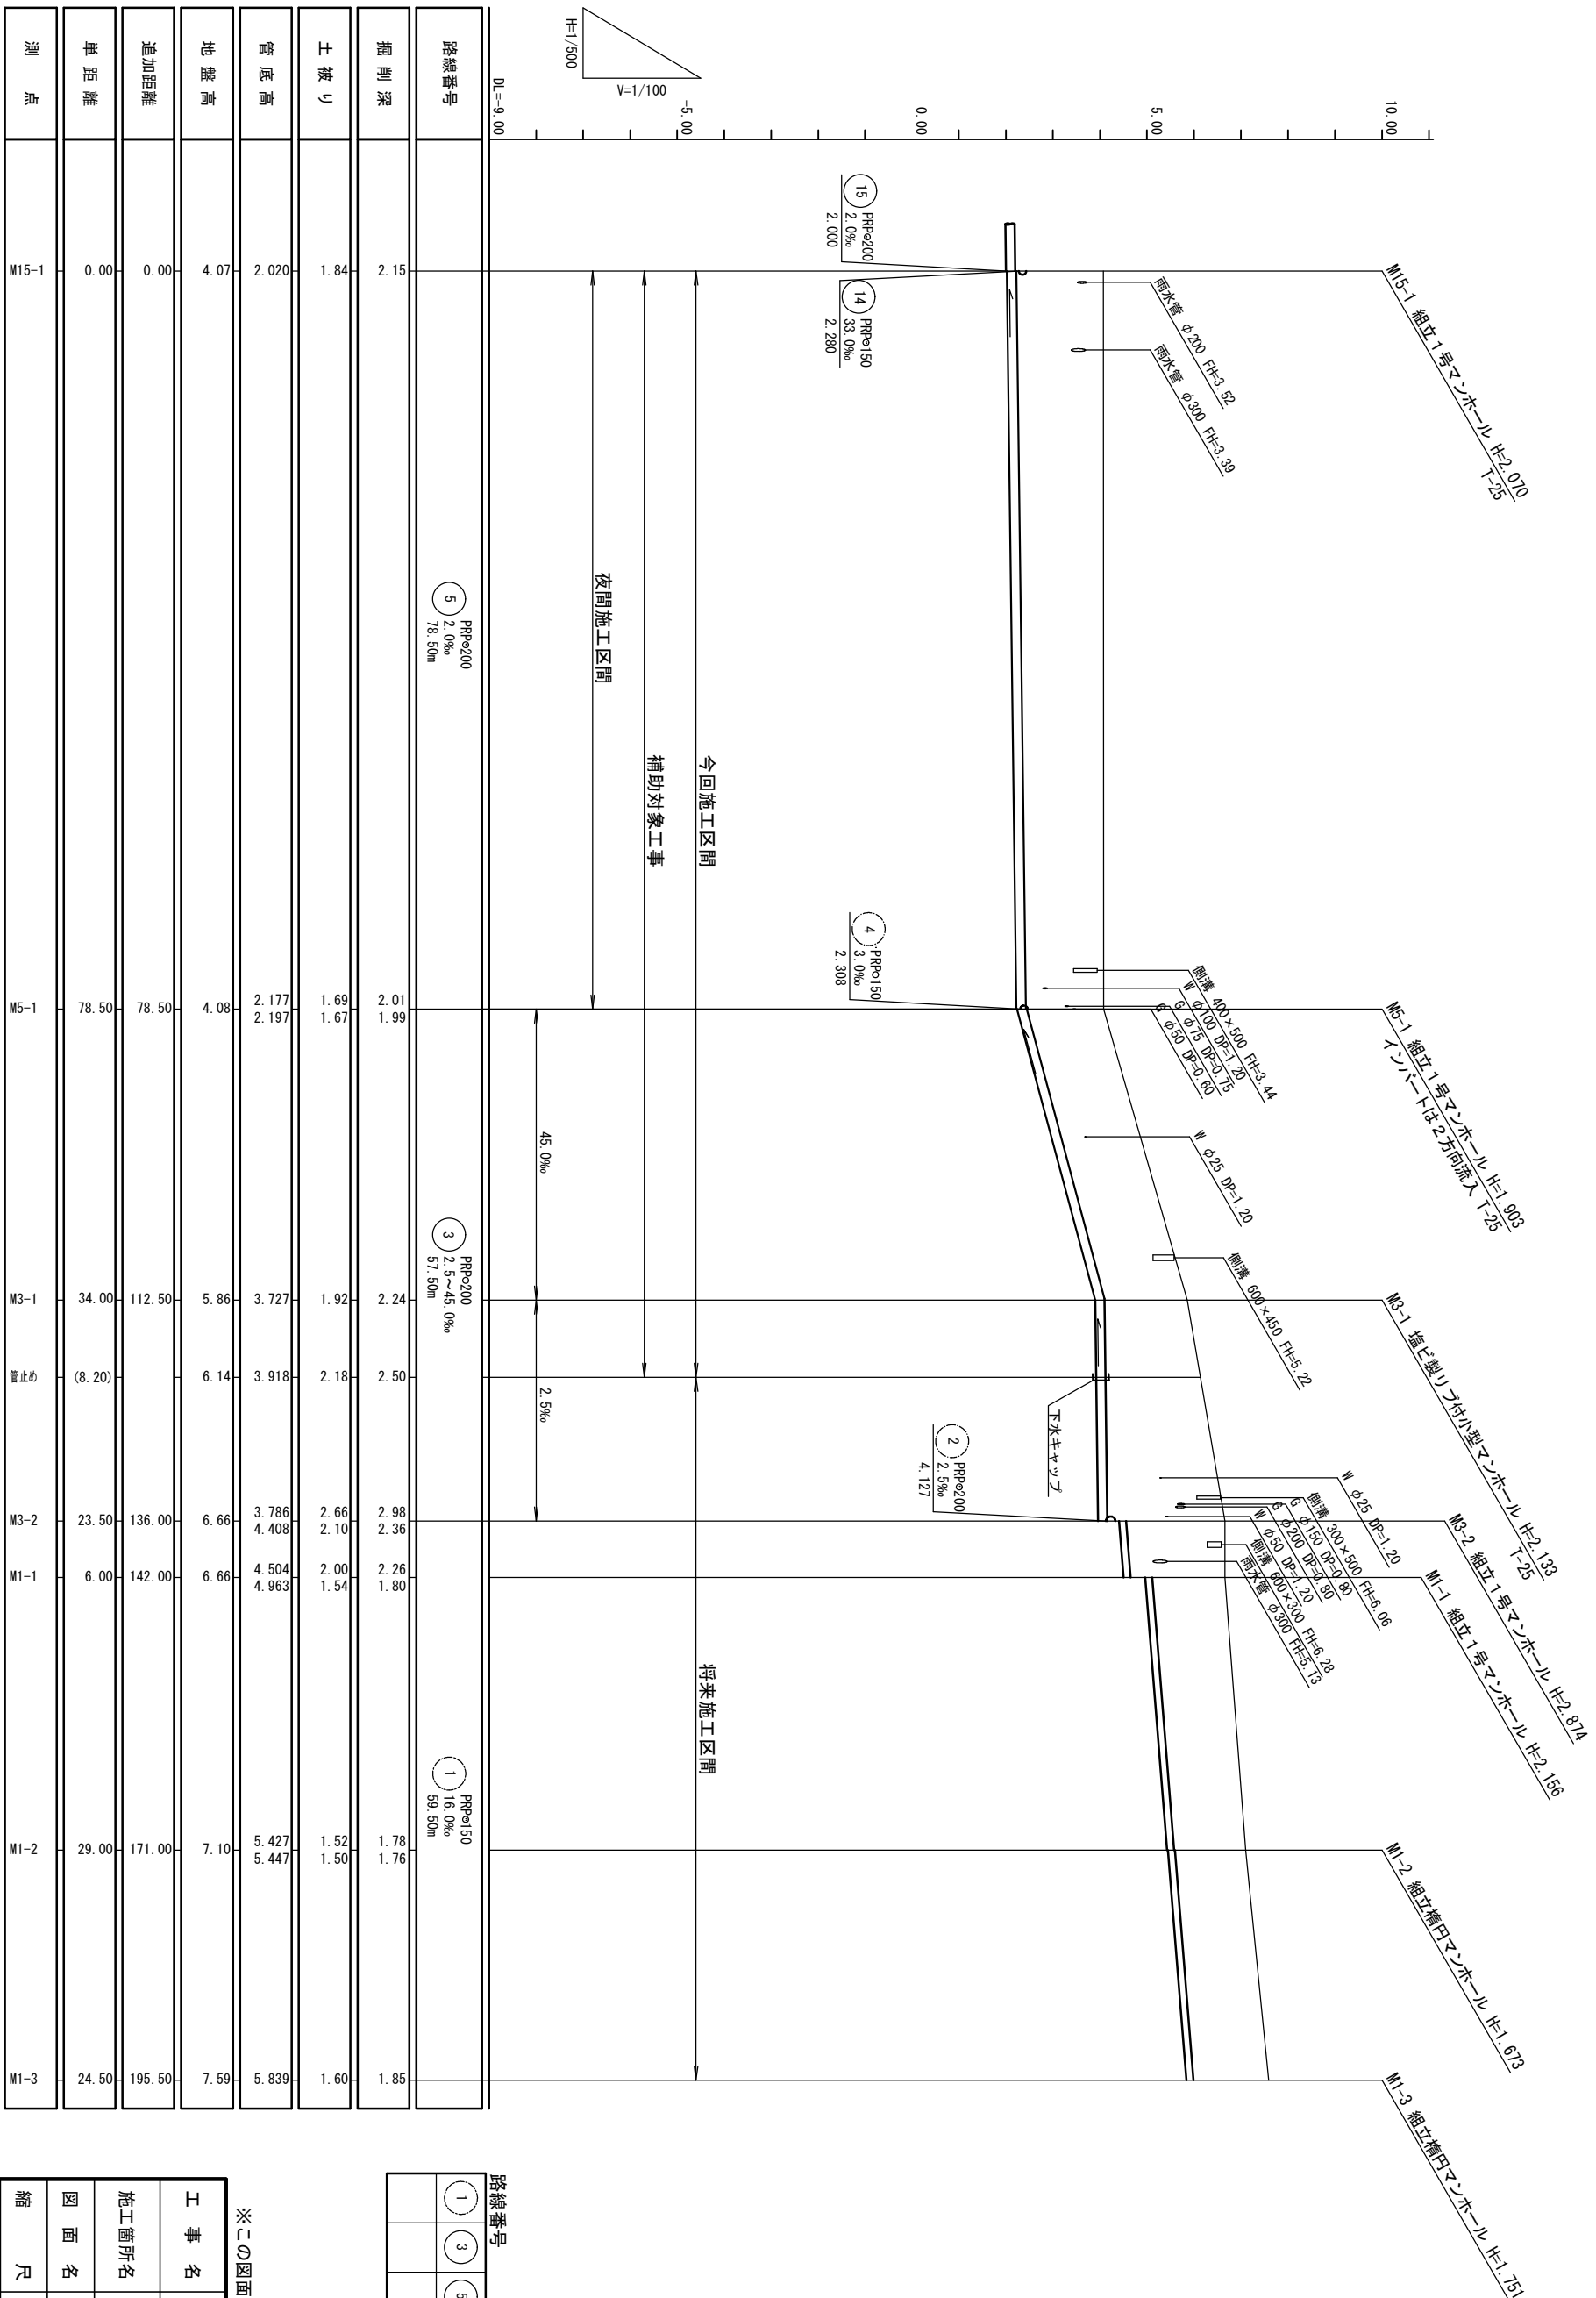 M15-1 組立1号マンホール H=2.070
T-25
雨水管 φ200 FH=3.52
雨水管 φ300 FH=3.39
M5-1 組立1号マンホール H=1.903
インバートは2方向流入 T-25
側溝 400×500 FH=3.44
W φ100 DP=1.20
G φ75 DP=0.75
G φ50 DP=0.60
W φ25 DP=1.20
側溝 600×450 FH=5.22
M3-1 塩ビ製リブ付小型マンホール H=2.133
T-25
W φ25 DP=1.20
側溝 300×500 FH=6.06
G φ150 DP=0.80
G φ200 DP=0.80
W φ50 DP=1.20
側溝 600×300 FH=6.28
雨水管 φ300 FH=5.13
M3-2 組立1号マンホール H=2.874
M1-1 組立1号マンホール H=2.156
M1-2 組立楕円マンホール H=1.673
M1-3 組立楕円マンホール H=1.751
10.00
5.00
0.00
-5.00
DL=-9.00
H=1/500
V=1/100
15 PRPφ200
2.0‰
2.000
14 PRPφ150
33.0‰
2.280
4 PRPφ150
3.0‰
2.308
2 PRPφ200
2.5‰
4.127
下水キャップ
今回施工区間
将来施工区間
補助対象工事
夜間施工区間
45.0‰
2.5‰
路線番号
5 PRPφ200
2.0‰
78.50m
3 PRPφ200
2.5～45.0‰
57.50m
1 PRPφ150
16.0‰
59.50m
掘削深 2.15 2.01 1.99 2.24 2.50 2.98 2.36 2.26 1.80 1.78 1.76 1.85
土被り 1.84 1.69 1.67 1.92 2.18 2.66 2.10 2.00 1.54 1.52 1.50 1.60
管底高 2.020 2.177 2.197 3.727 3.918 3.786 4.408 4.504 4.963 5.427 5.447 5.839
地盤高 4.07 4.08 5.86 6.14 6.66 6.66 7.10 7.59
追加距離 0.00 78.50 112.50 136.00 142.00 171.00 195.50
単距離 0.00 78.50 34.00 (8.20) 23.50 6.00 29.00 24.50
測点 M15-1 M5-1 M3-1 管止め M3-2 M1-1 M1-2 M1-3
路線番号
1 3 5
※この図面
工事名
施工箇所名
図面名
縮尺